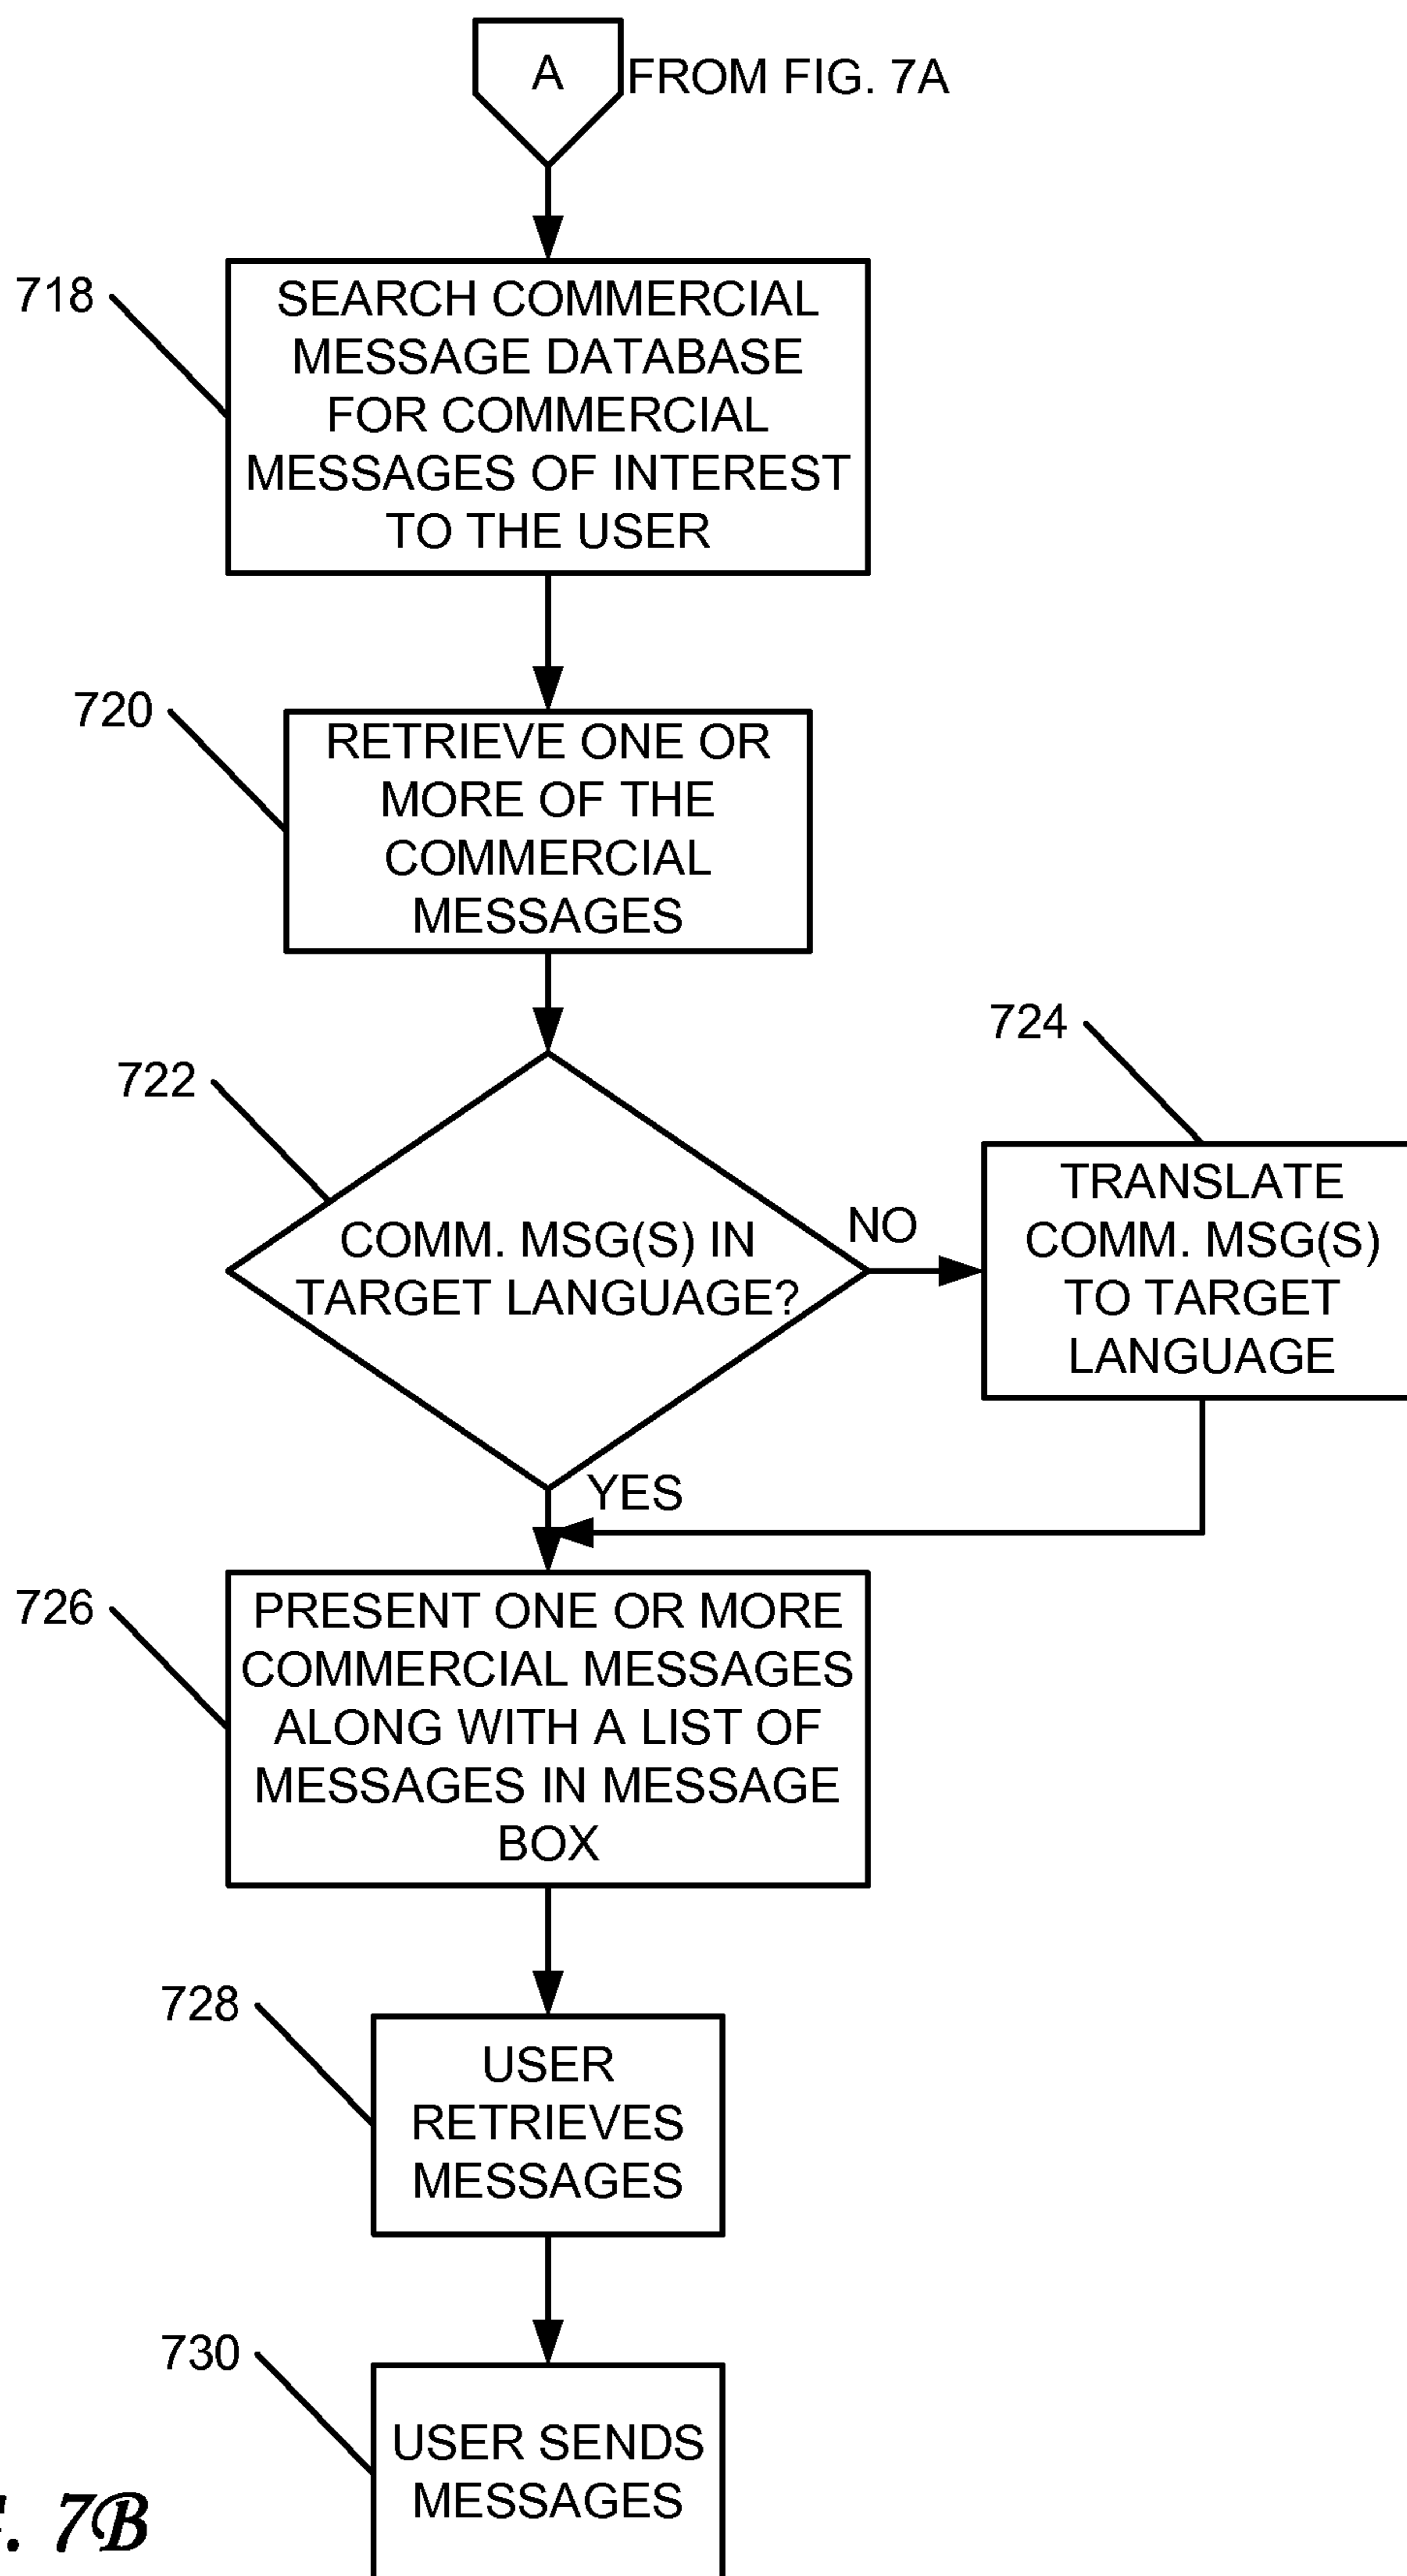 A
FROM FIG. 7A
718
SEARCH COMMERCIAL
MESSAGE DATABASE
FOR COMMERCIAL
MESSAGES OF INTEREST
TO THE USER
720
RETRIEVE ONE OR
MORE OF THE
COMMERCIAL
MESSAGES
722
COMM. MSG(S) IN
TARGET LANGUAGE?
NO
724
TRANSLATE
COMM. MSG(S)
TO TARGET
LANGUAGE
YES
726
PRESENT ONE OR MORE
COMMERCIAL MESSAGES
ALONG WITH A LIST OF
MESSAGES IN MESSAGE
BOX
728
USER
RETRIEVES
MESSAGES
730
USER SENDS
MESSAGES
7B